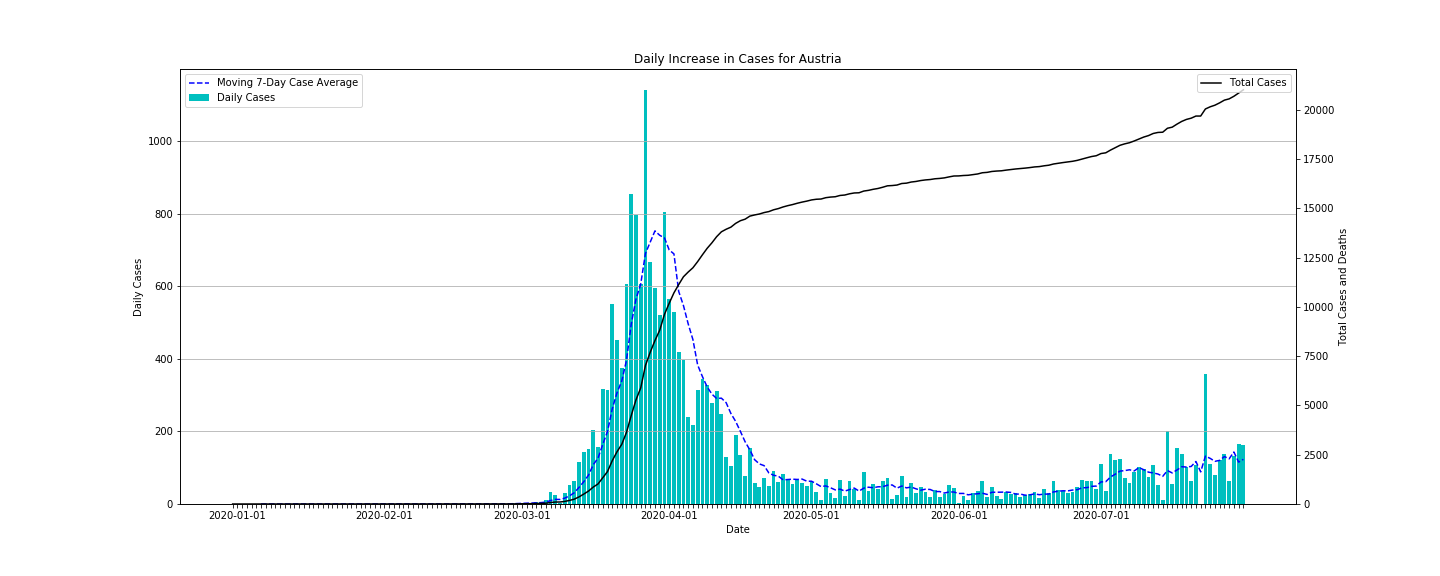 Daily Increase in Cases for Austria
Moving 7-Day Case Average
Daily Cases
Total Cases
1000
800
600
400
200
0
Daily Cases
20000
17500
15000
12500
10000
7500
5000
2500
0
Total Cases and Deaths
2020-01-01 2020-02-01 2020-03-01 2020-04-01 2020-05-01 2020-06-01 2020-07-01
Date